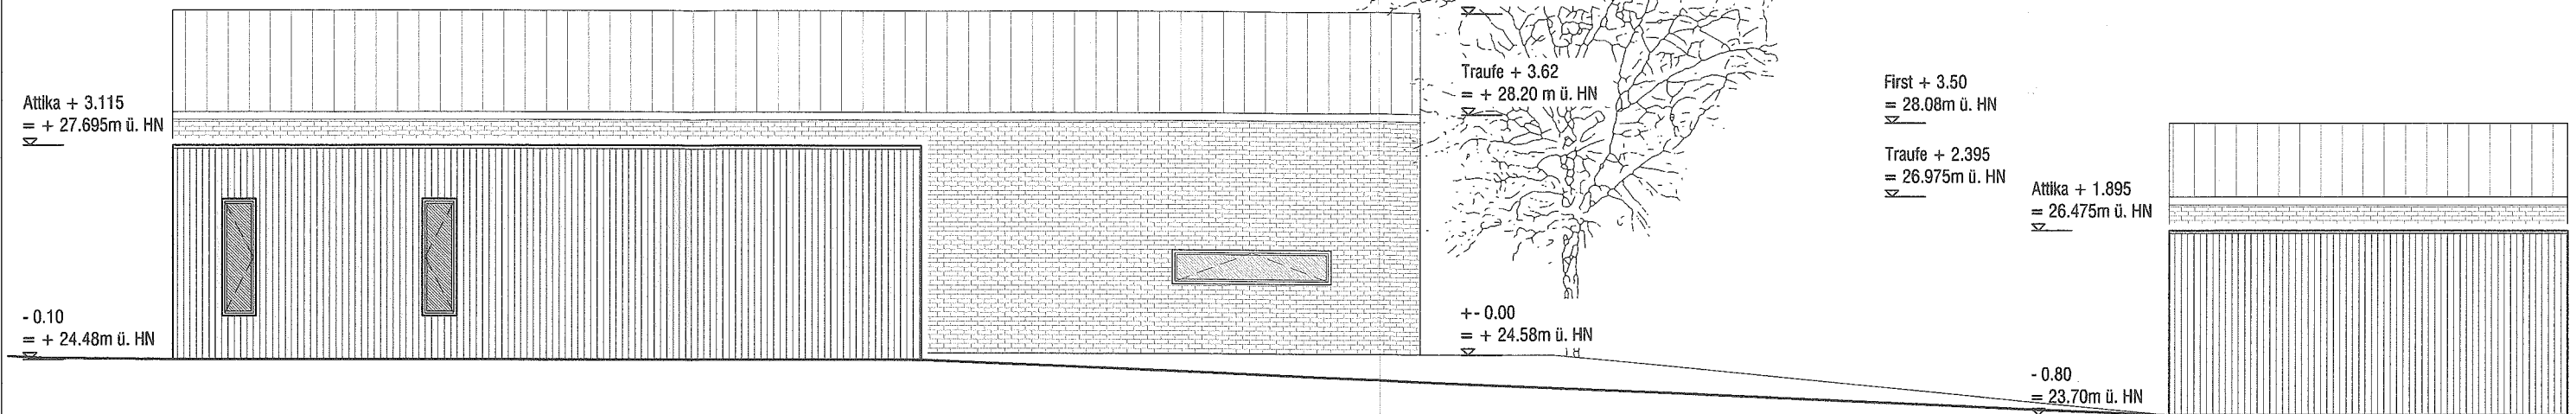 Attika + 3.115
= + 27.695m ü. HN
- 0.10
= + 24.48m ü. HN
Traufe + 3.62
= + 28.20 m ü. HN
+- 0.00
= + 24.58m ü. HN
First + 3.50
= 28.08m ü. HN
Traufe + 2.395
= 26.975m ü. HN
Attika + 1.895
= 26.475m ü. HN
- 0.80
= 23.70m ü. HN